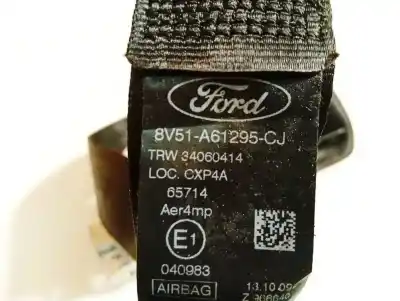 Ford
8V51-A61295-CJ
TRW 34060414
LOC. CXP4A
65714
Aer4mp
E1
040983
AIRBAG